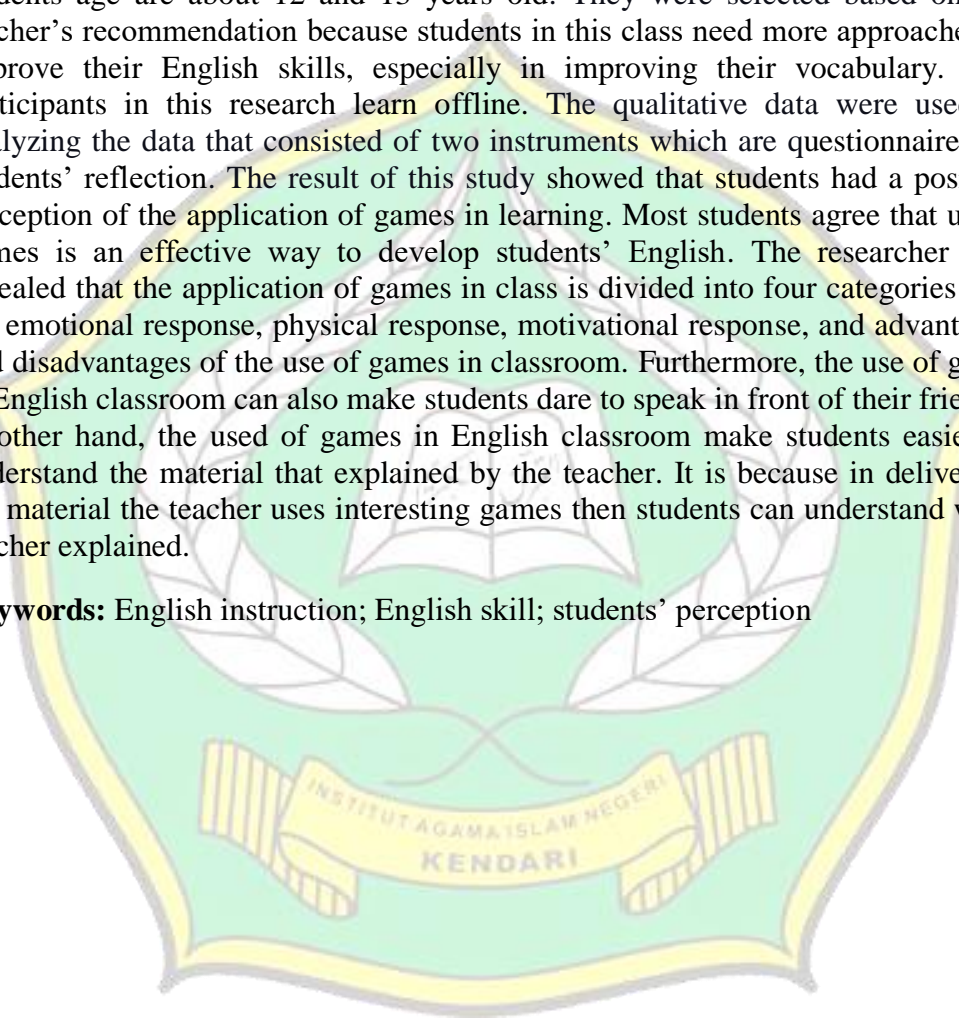 dents age are about 12 and 13 years old. They were selected based on
cher's recommendation because students in this class need more approache
prove their English skills, especially in improving their vocabulary.
ticipants in this research learn offline. The qualitative data were use
lyzing the data that consisted of two instruments which are questionnaire
dents' reflection. The result of this study showed that students had a pos
ception of the application of games in learning. Most students agree that u
mes is an effective way to develop students' English. The researcher
ealed that the application of games in class is divided into four categories
emotional response, physical response, motivational response, and advant
d disadvantages of the use of games in classroom. Furthermore, the use of g
English classroom can also make students dare to speak in front of their frie
other hand, the used of games in English classroom make students easie
derstand the material that explained by the teacher. It is because in delive
material the teacher uses interesting games then students can understand
cher explained.
ywords: English instruction; English skill; students' perception
INSTITUT AGAMA ISLAM NEGERI
KENDARI